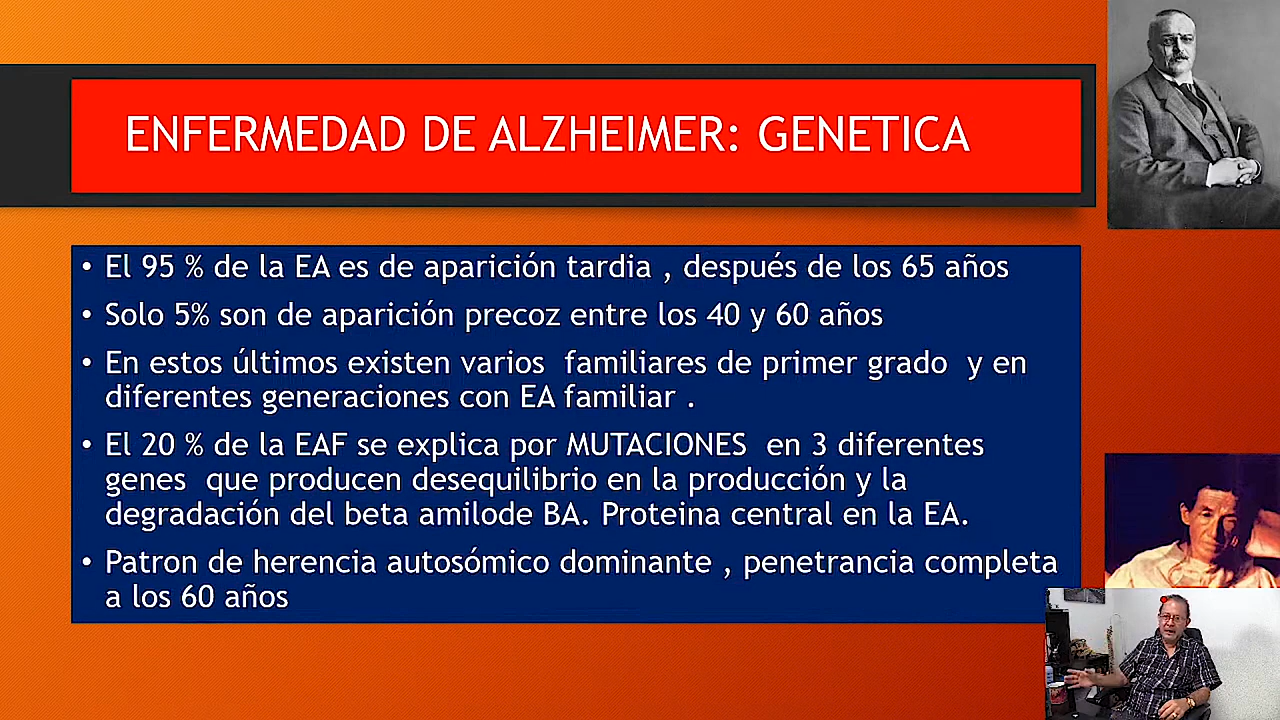 ENFERMEDAD DE ALZHEIMER: GENETICA
• El 95 % de la EA es de aparición tardia , después de los 65 años
• Solo 5% son de aparición precoz entre los 40 y 60 años
• En estos últimos existen varios  familiares de primer grado  y en
diferentes generaciones con EA familiar .
• El 20 % de la EAF se explica por MUTACIONES  en 3 diferentes
genes  que producen desequilibrio en la producción y la
degradación del beta amilode BA. Proteina central en la EA.
• Patron de herencia autosómico dominante , penetrancia completa
a los 60 años